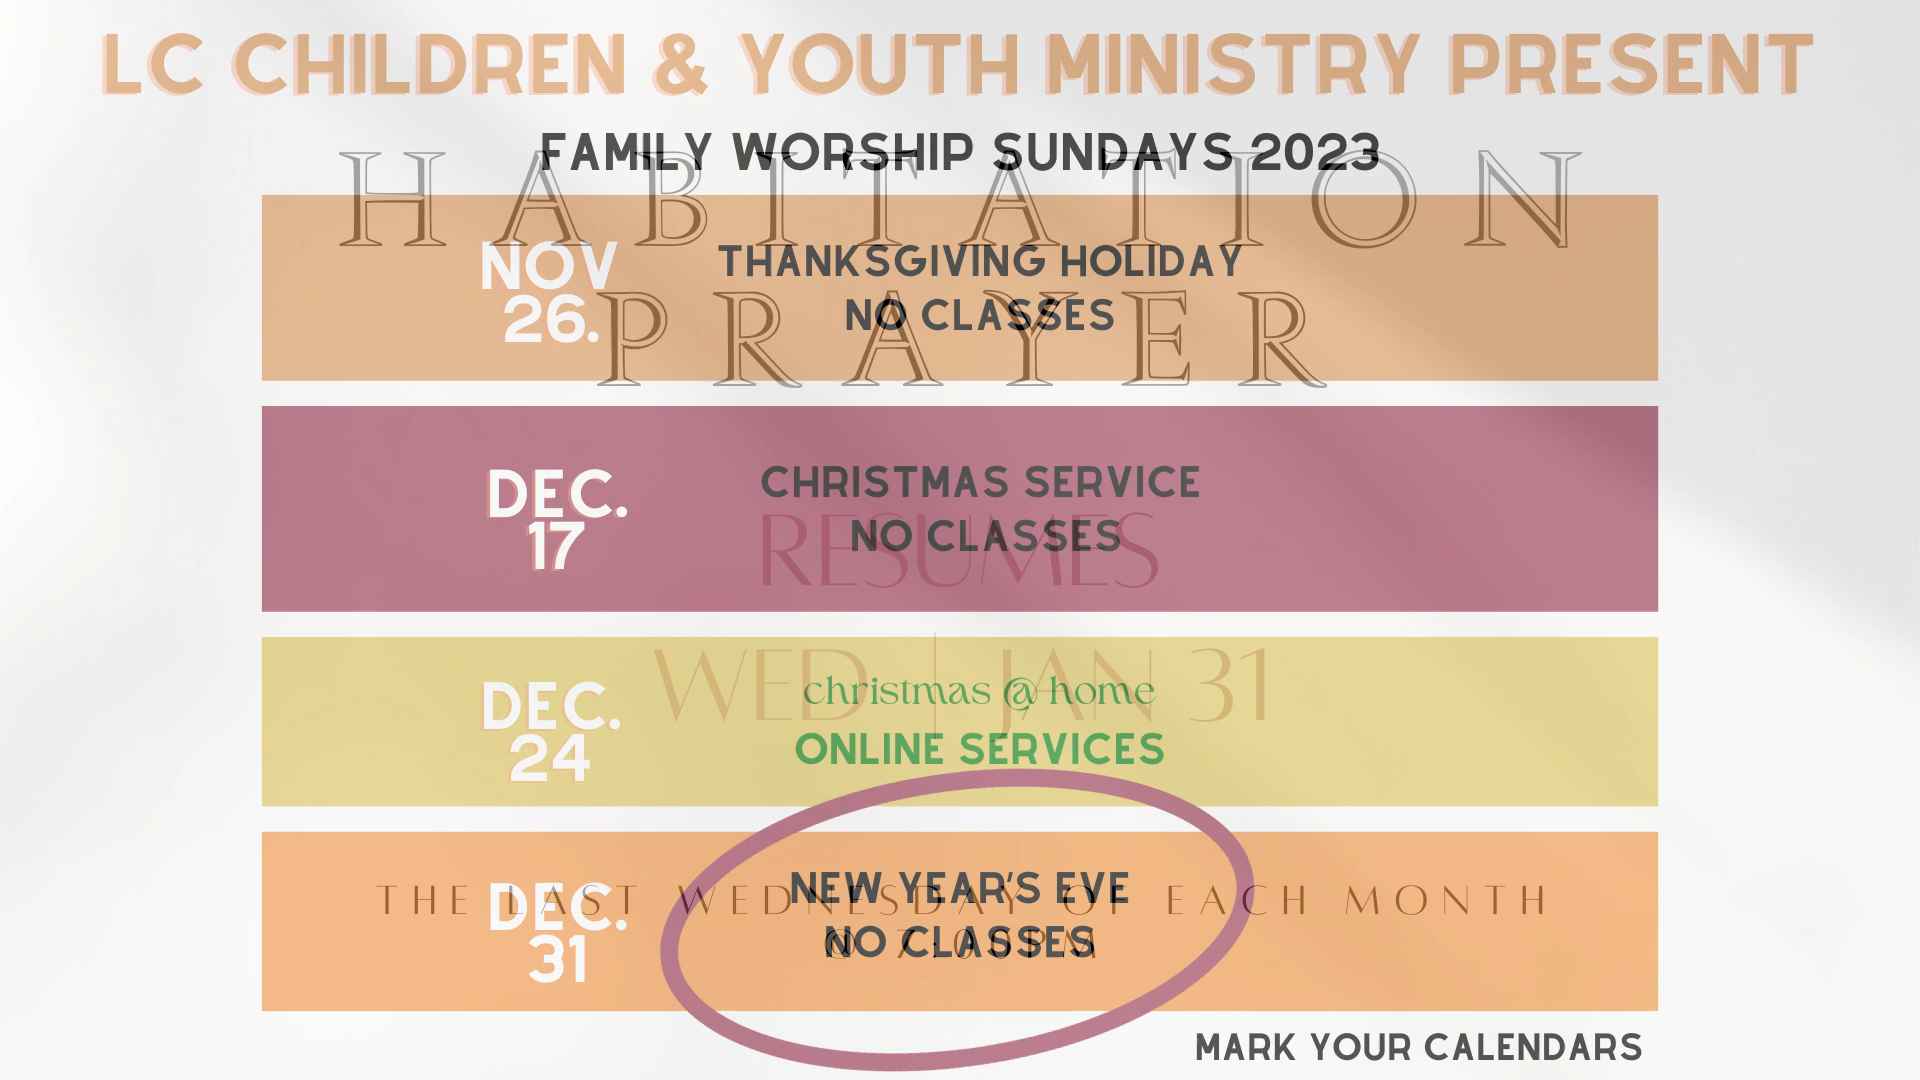 LC CHILDREN & YOUTH MINISTRY PRESENT
FAMILY WORSHIP SUNDAYS 2023
HABITATION
NOV
26.
THANKSGIVING HOLIDAY
NO CLASSES
PRAYER
DEC.
17
CHRISTMAS SERVICE
NO CLASSES
RESUMES
WED | JAN 31
DEC.
24
christmas @ home
ONLINE SERVICES
DEC.
31
NEW YEAR'S EVE
NO CLASSES
THE LAST WEDNESDAY OF EACH MONTH
@ 7:00PM
MARK YOUR CALENDARS